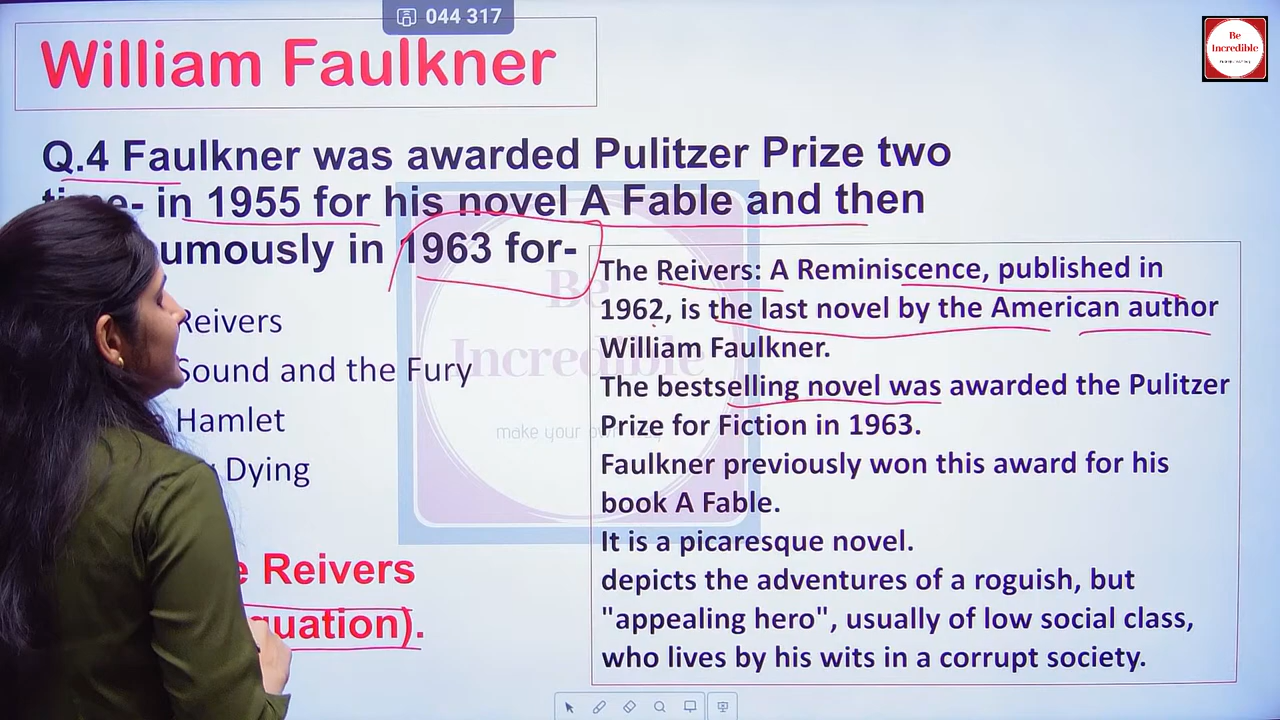 044 317
Be
Incredible
William Faulkner
Q.4 Faulkner was awarded Pulitzer Prize two
in 1955 for his novel A Fable and then
in 1963 for-
Reivers
Sound and the Fury
Hamlet
Dying
Reivers
The Reivers: A Reminiscence, published in
1962, is the last novel by the American author
William Faulkner.
The bestselling novel was awarded the Pulitzer
Prize for Fiction in 1963.
Faulkner previously won this award for his
book A Fable.
It is a picaresque novel.
depicts the adventures of a roguish, but
"appealing hero", usually of low social class,
who lives by his wits in a corrupt society.
Be
Incredible
make your own